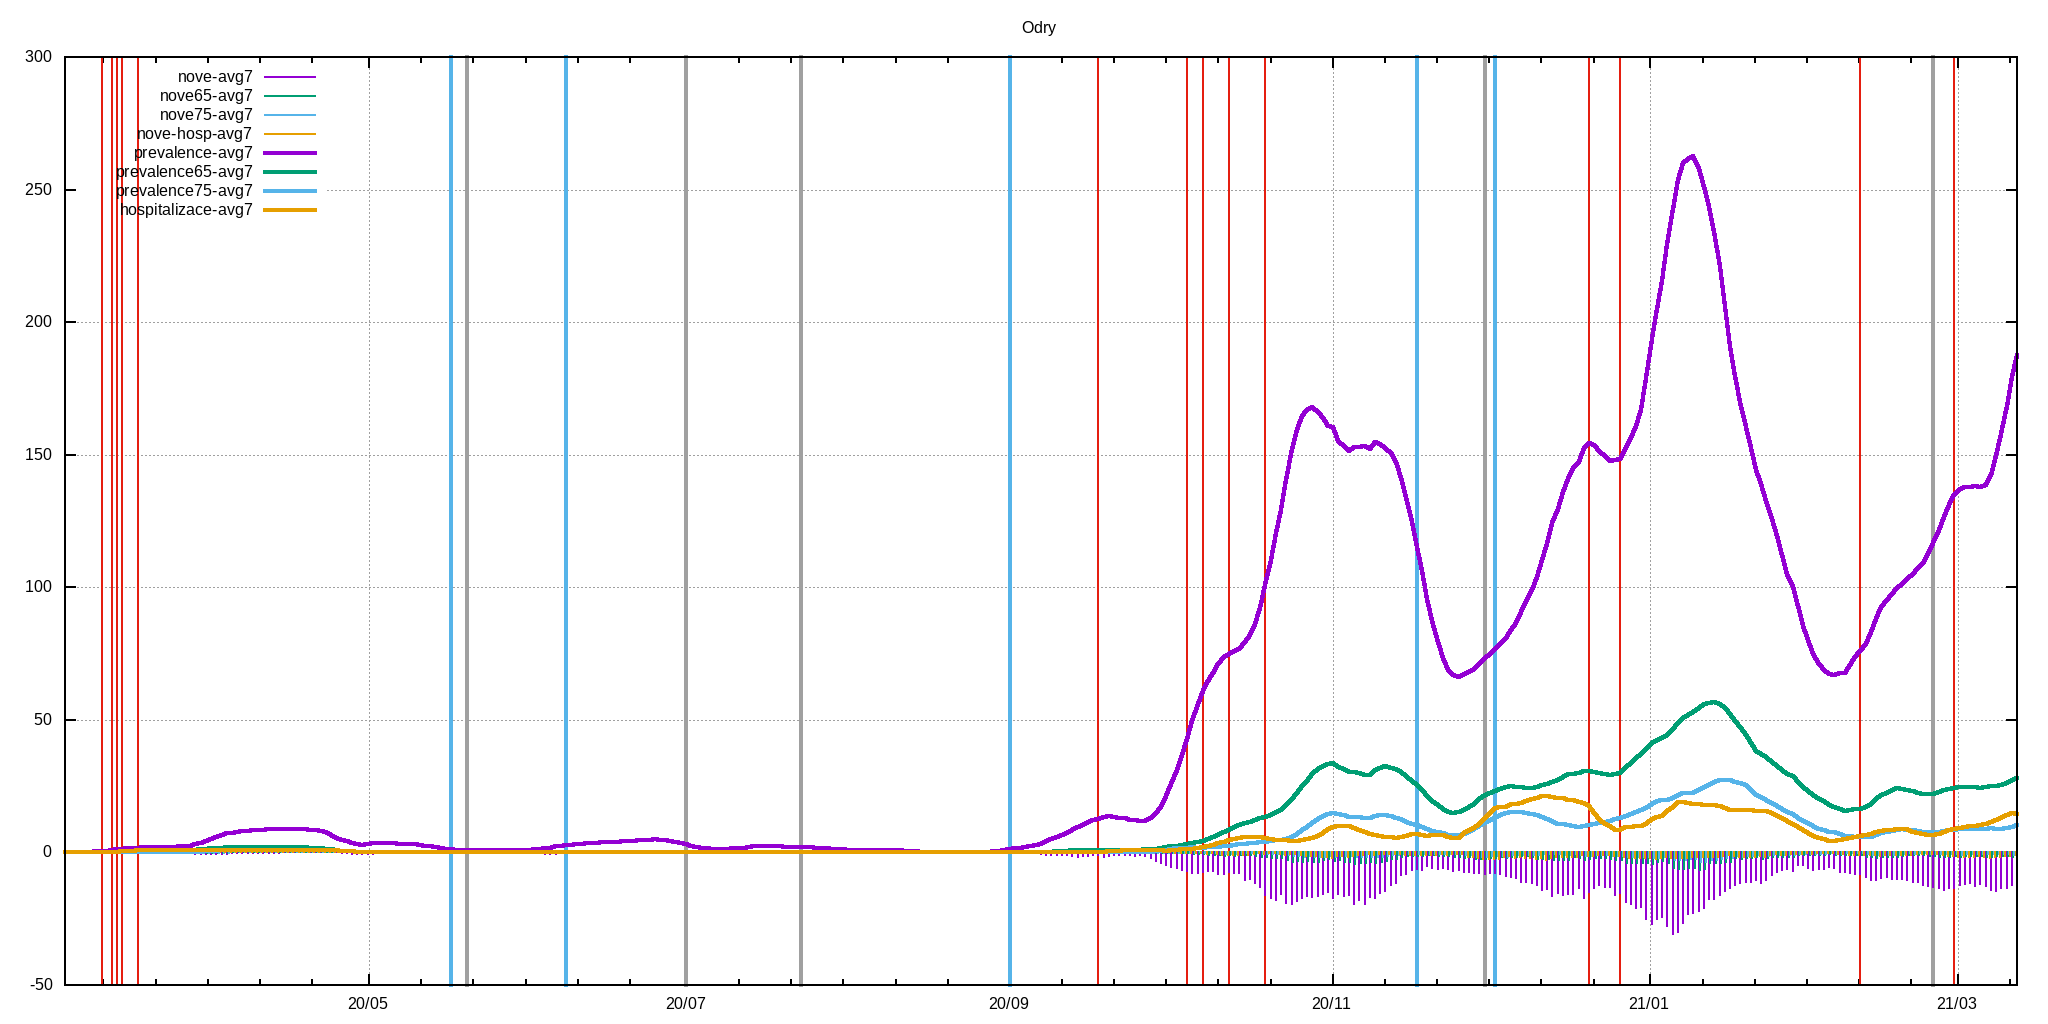 Odry
300
250
200
150
100
50
0
-50
nove-avg7
nove65-avg7
nove75-avg7
nove-hosp-avg7
prevalence-avg7
prevalence65-avg7
prevalence75-avg7
hospitalizace-avg7
20/05
20/07
20/09
20/11
21/01
21/03